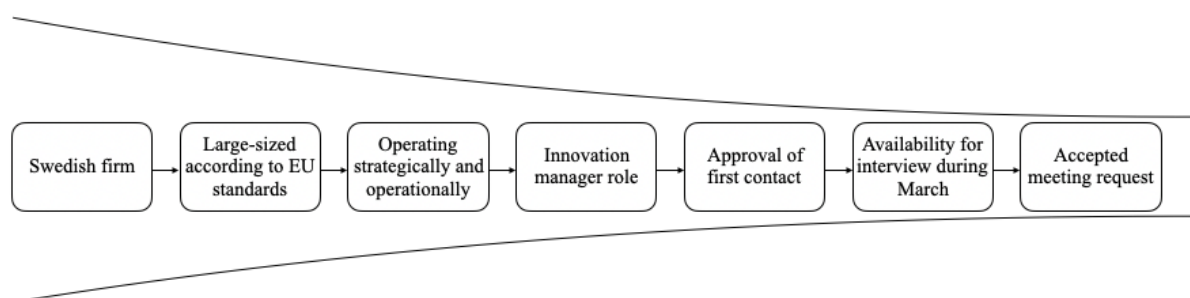 Swedish firm
Large-sized
according to EU
standards
Operating
strategically and
operationally
Innovation
manager role
Approval of
first contact
Availability for
interview during
March
Accepted
meeting request